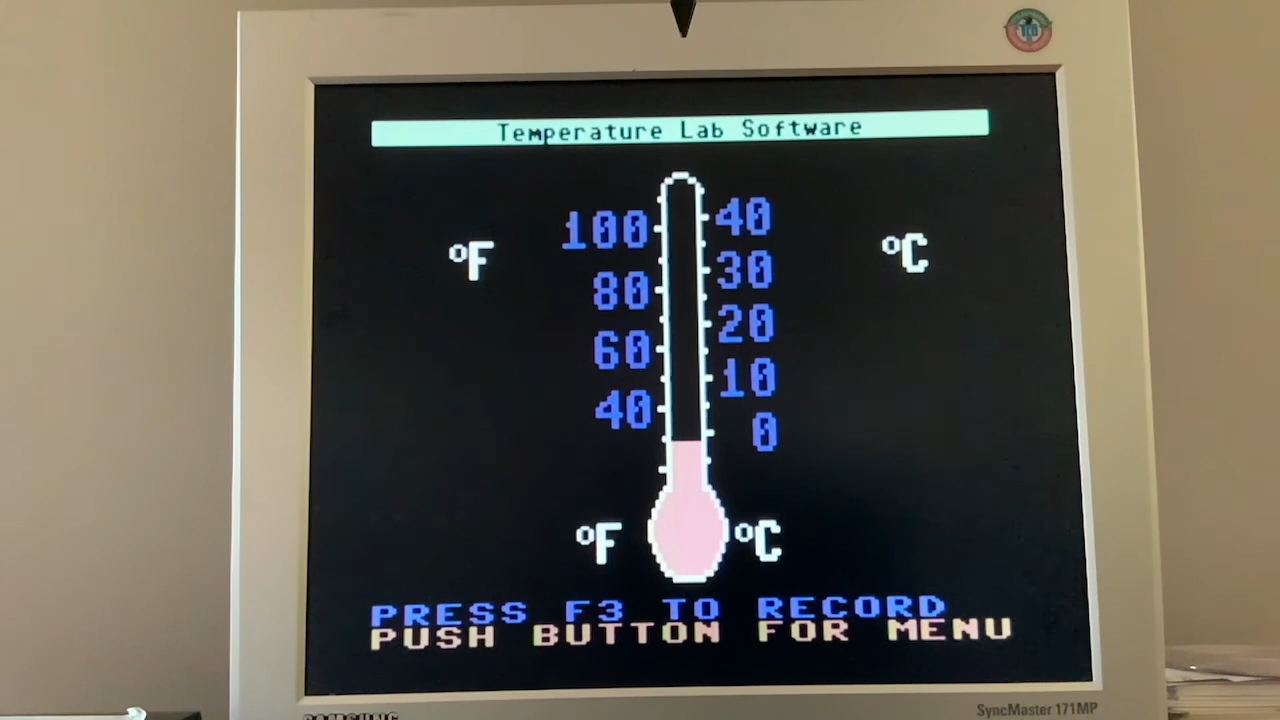 Temperature Lab Software
100 40
°F °C
80 30
20
60
10
40
0
°F °C
PRESS F3 TO RECORD
PUSH BUTTON FOR MENU
SAMSUNG
SyncMaster 171MP